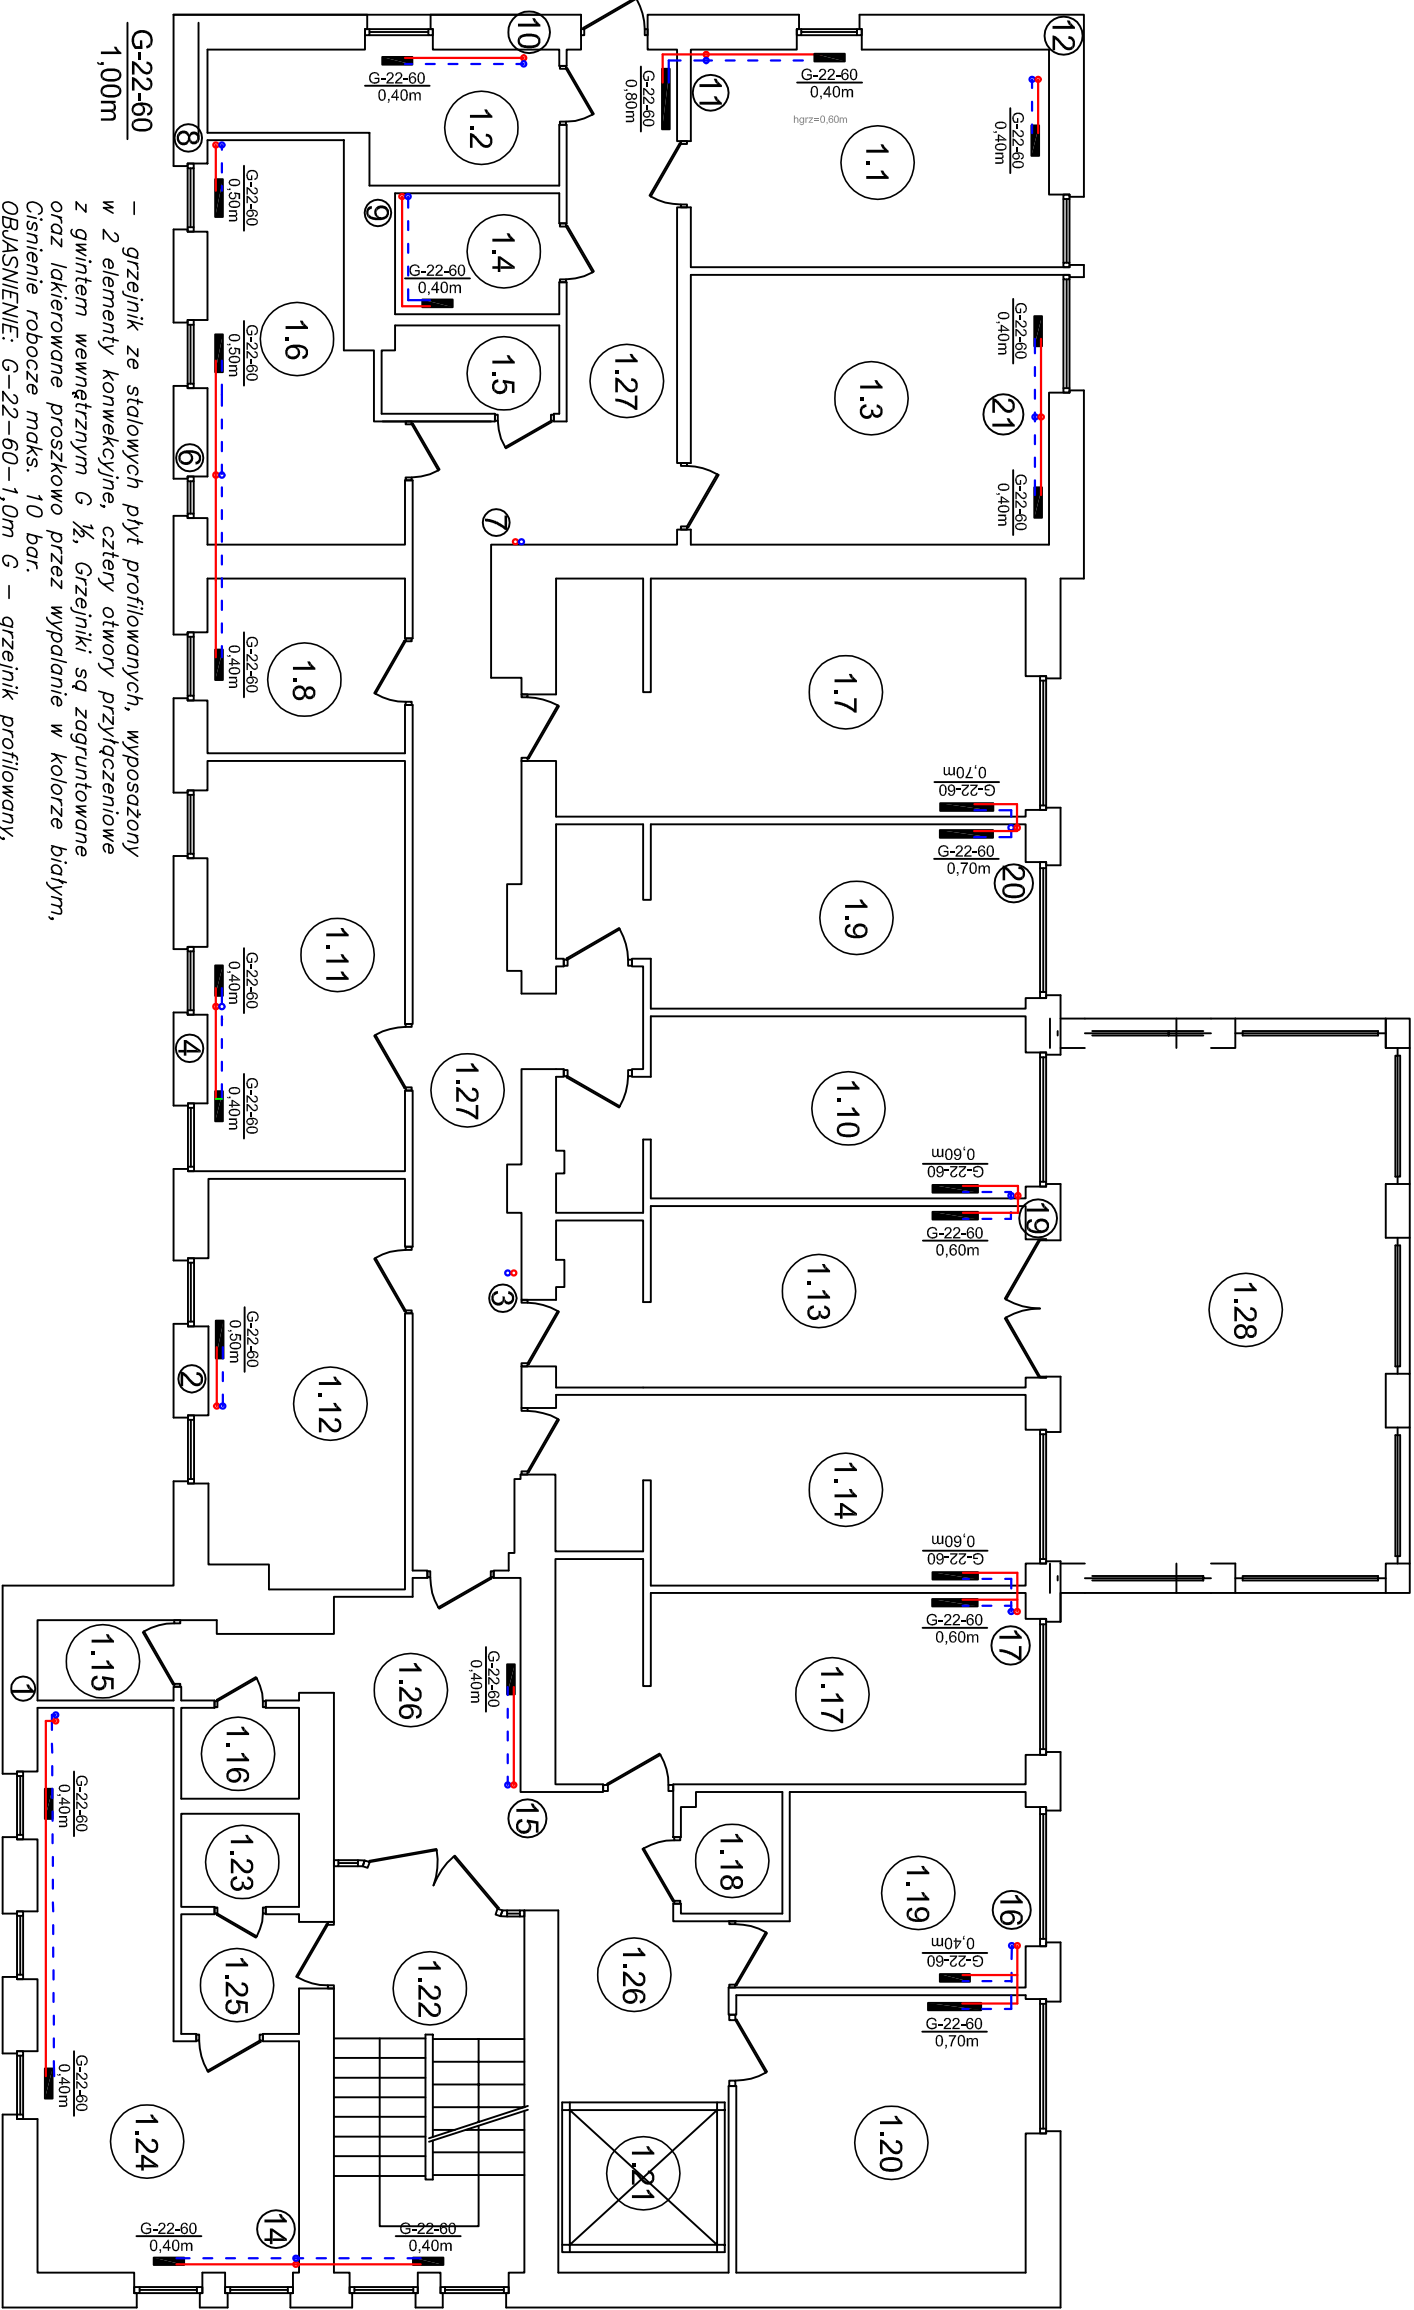 12
10
11
G-22-60
0,40m
G-22-60
0,80m
G-22-60
0,40m
hgrz=0,60m
G-22-60
0,40m
1.2
1.1
G-22-60
1,00m
8
G-22-60
0,50m
9
1.4
G-22-60
0,40m
1.6
G-22-60
0,50m
1.5
1.27
1.3
G-22-60
0,40m
21
G-22-60
0,40m
6
7
G-22-60
0,40m
1.8
1.7
G-22-60
0,70m
G-22-60
0,70m
20
1.9
1.11
G-22-60
0,40m
4
G-22-60
0,40m
1.27
1.10
G-22-60
0,60m
G-22-60
0,60m
19
1.13
1.28
3
G-22-60
0,50m
2
1.12
1.14
G-22-60
0,60m
G-22-60
0,60m
17
1.15
1
1.26
G-22-60
0,40m
1.17
1.16
G-22-60
0,40m
15
1.23
1.18
1.19
16
G-22-60
0,40m
G-22-60
0,70m
1.25
1.22
1.26
G-22-60
0,40m
1.24
1.21
1.20
14
G-22-60
0,40m
G-22-60
0,40m
– grzejnik ze stalowych płyt profilowanych, wyposażony
w 2 elementy konwekcyjne, cztery otwory przyłączeniowe
z gwintem wewnętrznym G ½, Grzejniki są zagruntowane
oraz lakierowane proszkowo przez wypalanie w kolorze białym,
Cisnienie robocze maks. 10 bar.
OBJASNIENIE: G-22-60-1,0m G – grzejnik profilowany,